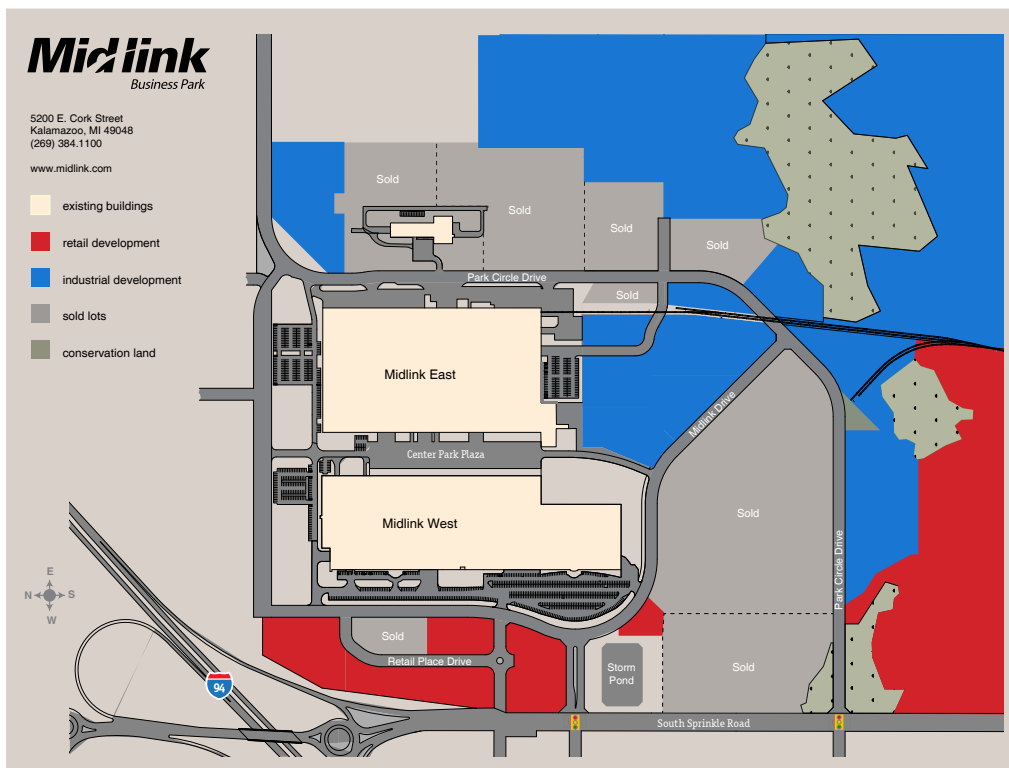 Midlink
Business Park
5200 E. Cork Street
Kalamazoo, MI 49048
(269) 384.1100
www.midlink.com
existing buildings
retail development
industrial development
sold lots
conservation land
Sold
Sold
Sold
Sold
Park Circle Drive
Sold
Midlink East
Midlink Drive
Center Park Plaza
Midlink West
Sold
Park Circle Drive
E
N
S
W
Sold
Retail Place Drive
Storm
Pond
Sold
94
South Sprinkle Road